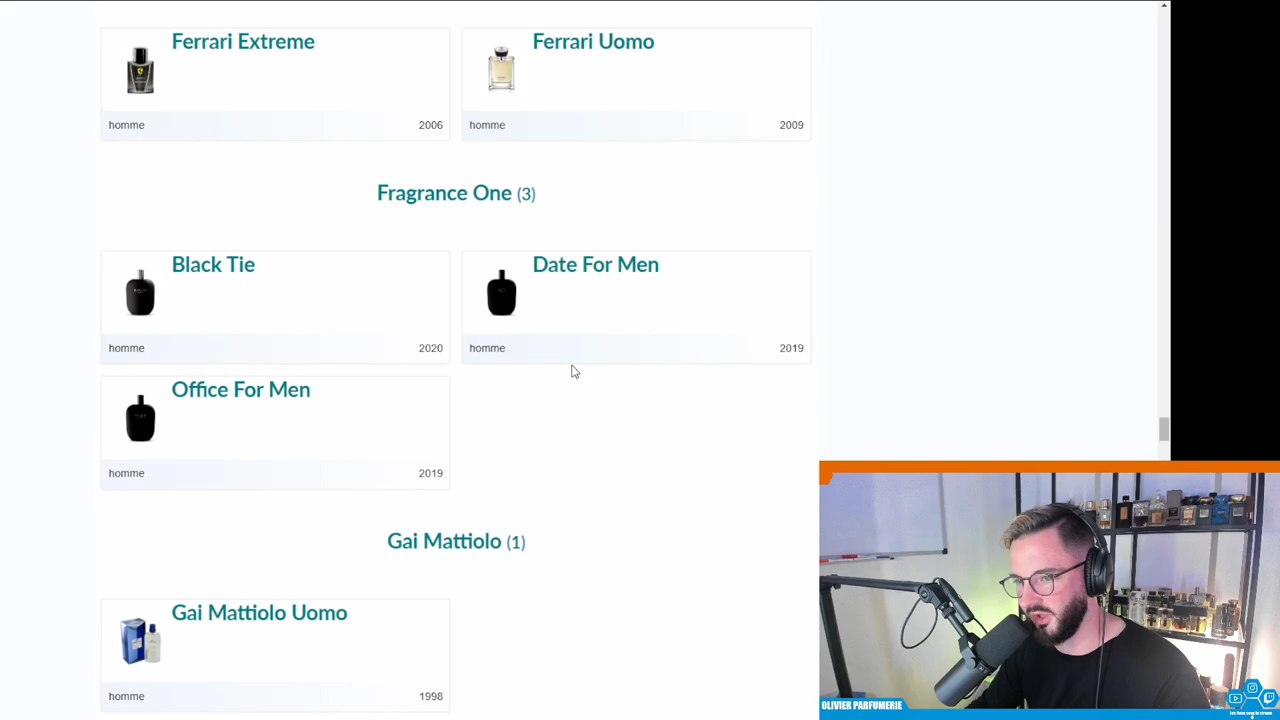 Ferrari Extreme
Ferrari Uomo
homme
2006
homme
2009
Fragrance One (3)
Black Tie
Date For Men
homme
2020
homme
2019
Office For Men
homme
2019
Gai Mattiolo (1)
Gai Mattiolo Uomo
homme
1998
OLIVIER PARFUMERIE